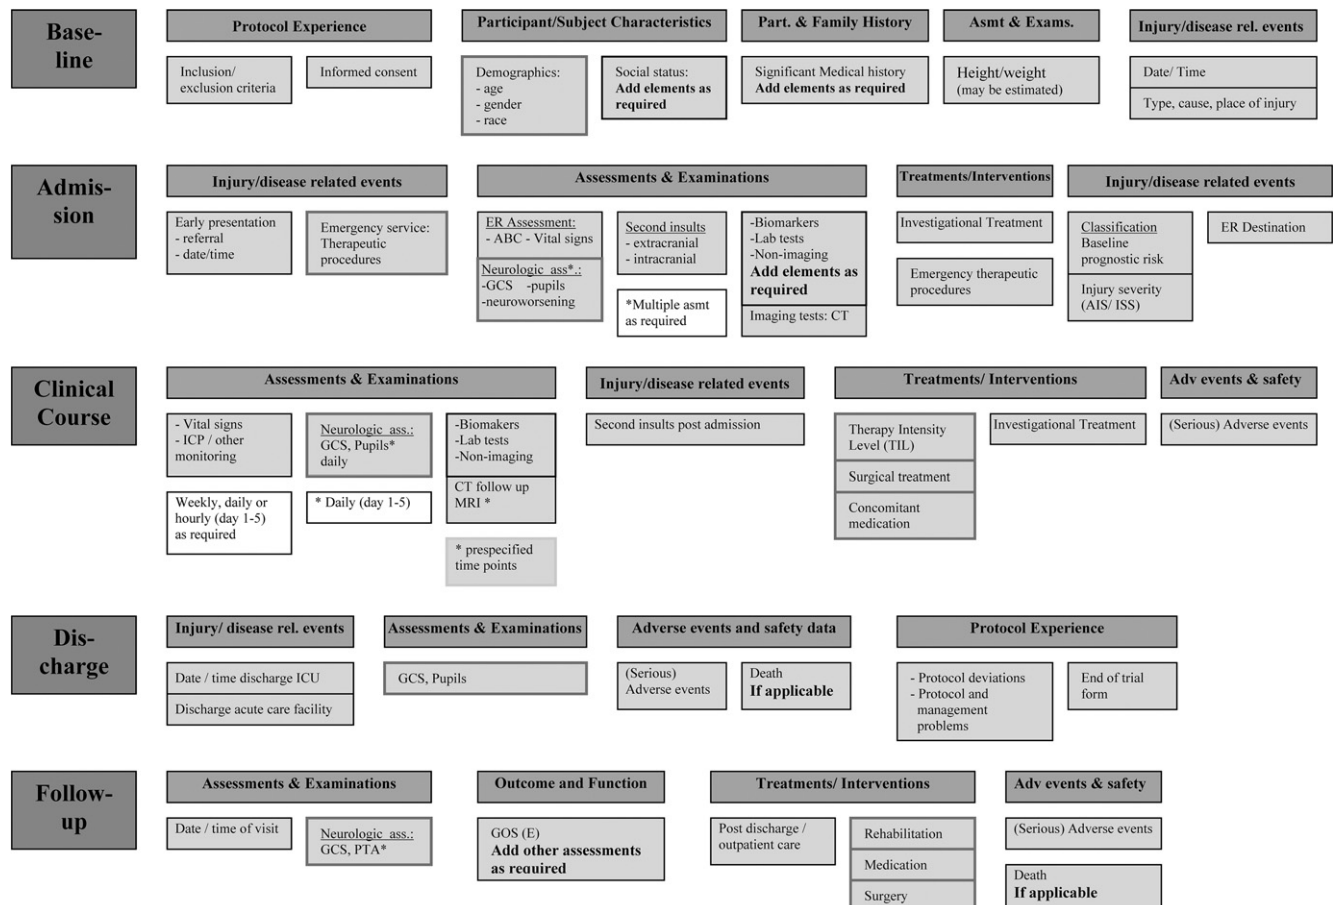 Base-
line
Protocol Experience
Inclusion/
exclusion criteria
Informed consent
Participant/Subject Characteristics
Demographics:
- age
- gender
- race
Social status:
Add elements as
required
Part. & Family History
Significant Medical history
Add elements as required
Asmt & Exams.
Height/weight
(may be estimated)
Injury/disease rel. events
Date/ Time
Type, cause, place of injury
Admis-
sion
Injury/disease related events
Early presentation
- referral
- date/time
Emergency service:
Therapeutic
procedures
Assessments & Examinations
ER Assessment:
- ABC - Vital signs
Neurologic ass*.:
-GCS -pupils
-neuroworsening
Second insults
- extracranial
- intracranial
*Multiple asmt
as required
-Biomarkers
-Lab tests
-Non-imaging
Add elements as
required
Imaging tests: CT
Treatments/Interventions
Investigational Treatment
Emergency therapeutic
procedures
Injury/disease related events
Classification
Baseline
prognostic risk
Injury severity
(AIS/ ISS)
ER Destination
Clinical
Course
Assessments & Examinations
- Vital signs
- ICP / other
monitoring
Weekly, daily or
hourly (day 1-5)
as required
Neurologic ass.:
GCS, Pupils*
daily
* Daily (day 1-5)
-Biomakers
-Lab tests
-Non-imaging
CT follow up
MRI *
* prespecified
time points
Injury/disease related events
Second insults post admission
Treatments/ Interventions
Therapy Intensity
Level (TIL)
Surgical treatment
Concomitant
medication
Investigational Treatment
Adv events & safety
(Serious) Adverse events
Dis-
charge
Injury/ disease rel. events
Date / time discharge ICU
Discharge acute care facility
Assessments & Examinations
GCS, Pupils
Adverse events and safety data
(Serious)
Adverse events
Death
If applicable
Protocol Experience
- Protocol deviations
- Protocol and
management
problems
End of trial
form
Follow-
up
Assessments & Examinations
Date / time of visit
Neurologic ass.:
GCS, PTA*
Outcome and Function
GOS (E)
Add other assessments
as required
Treatments/ Interventions
Post discharge /
outpatient care
Rehabilitation
Medication
Surgery
Adv events & safety
(Serious) Adverse events
Death
If applicable